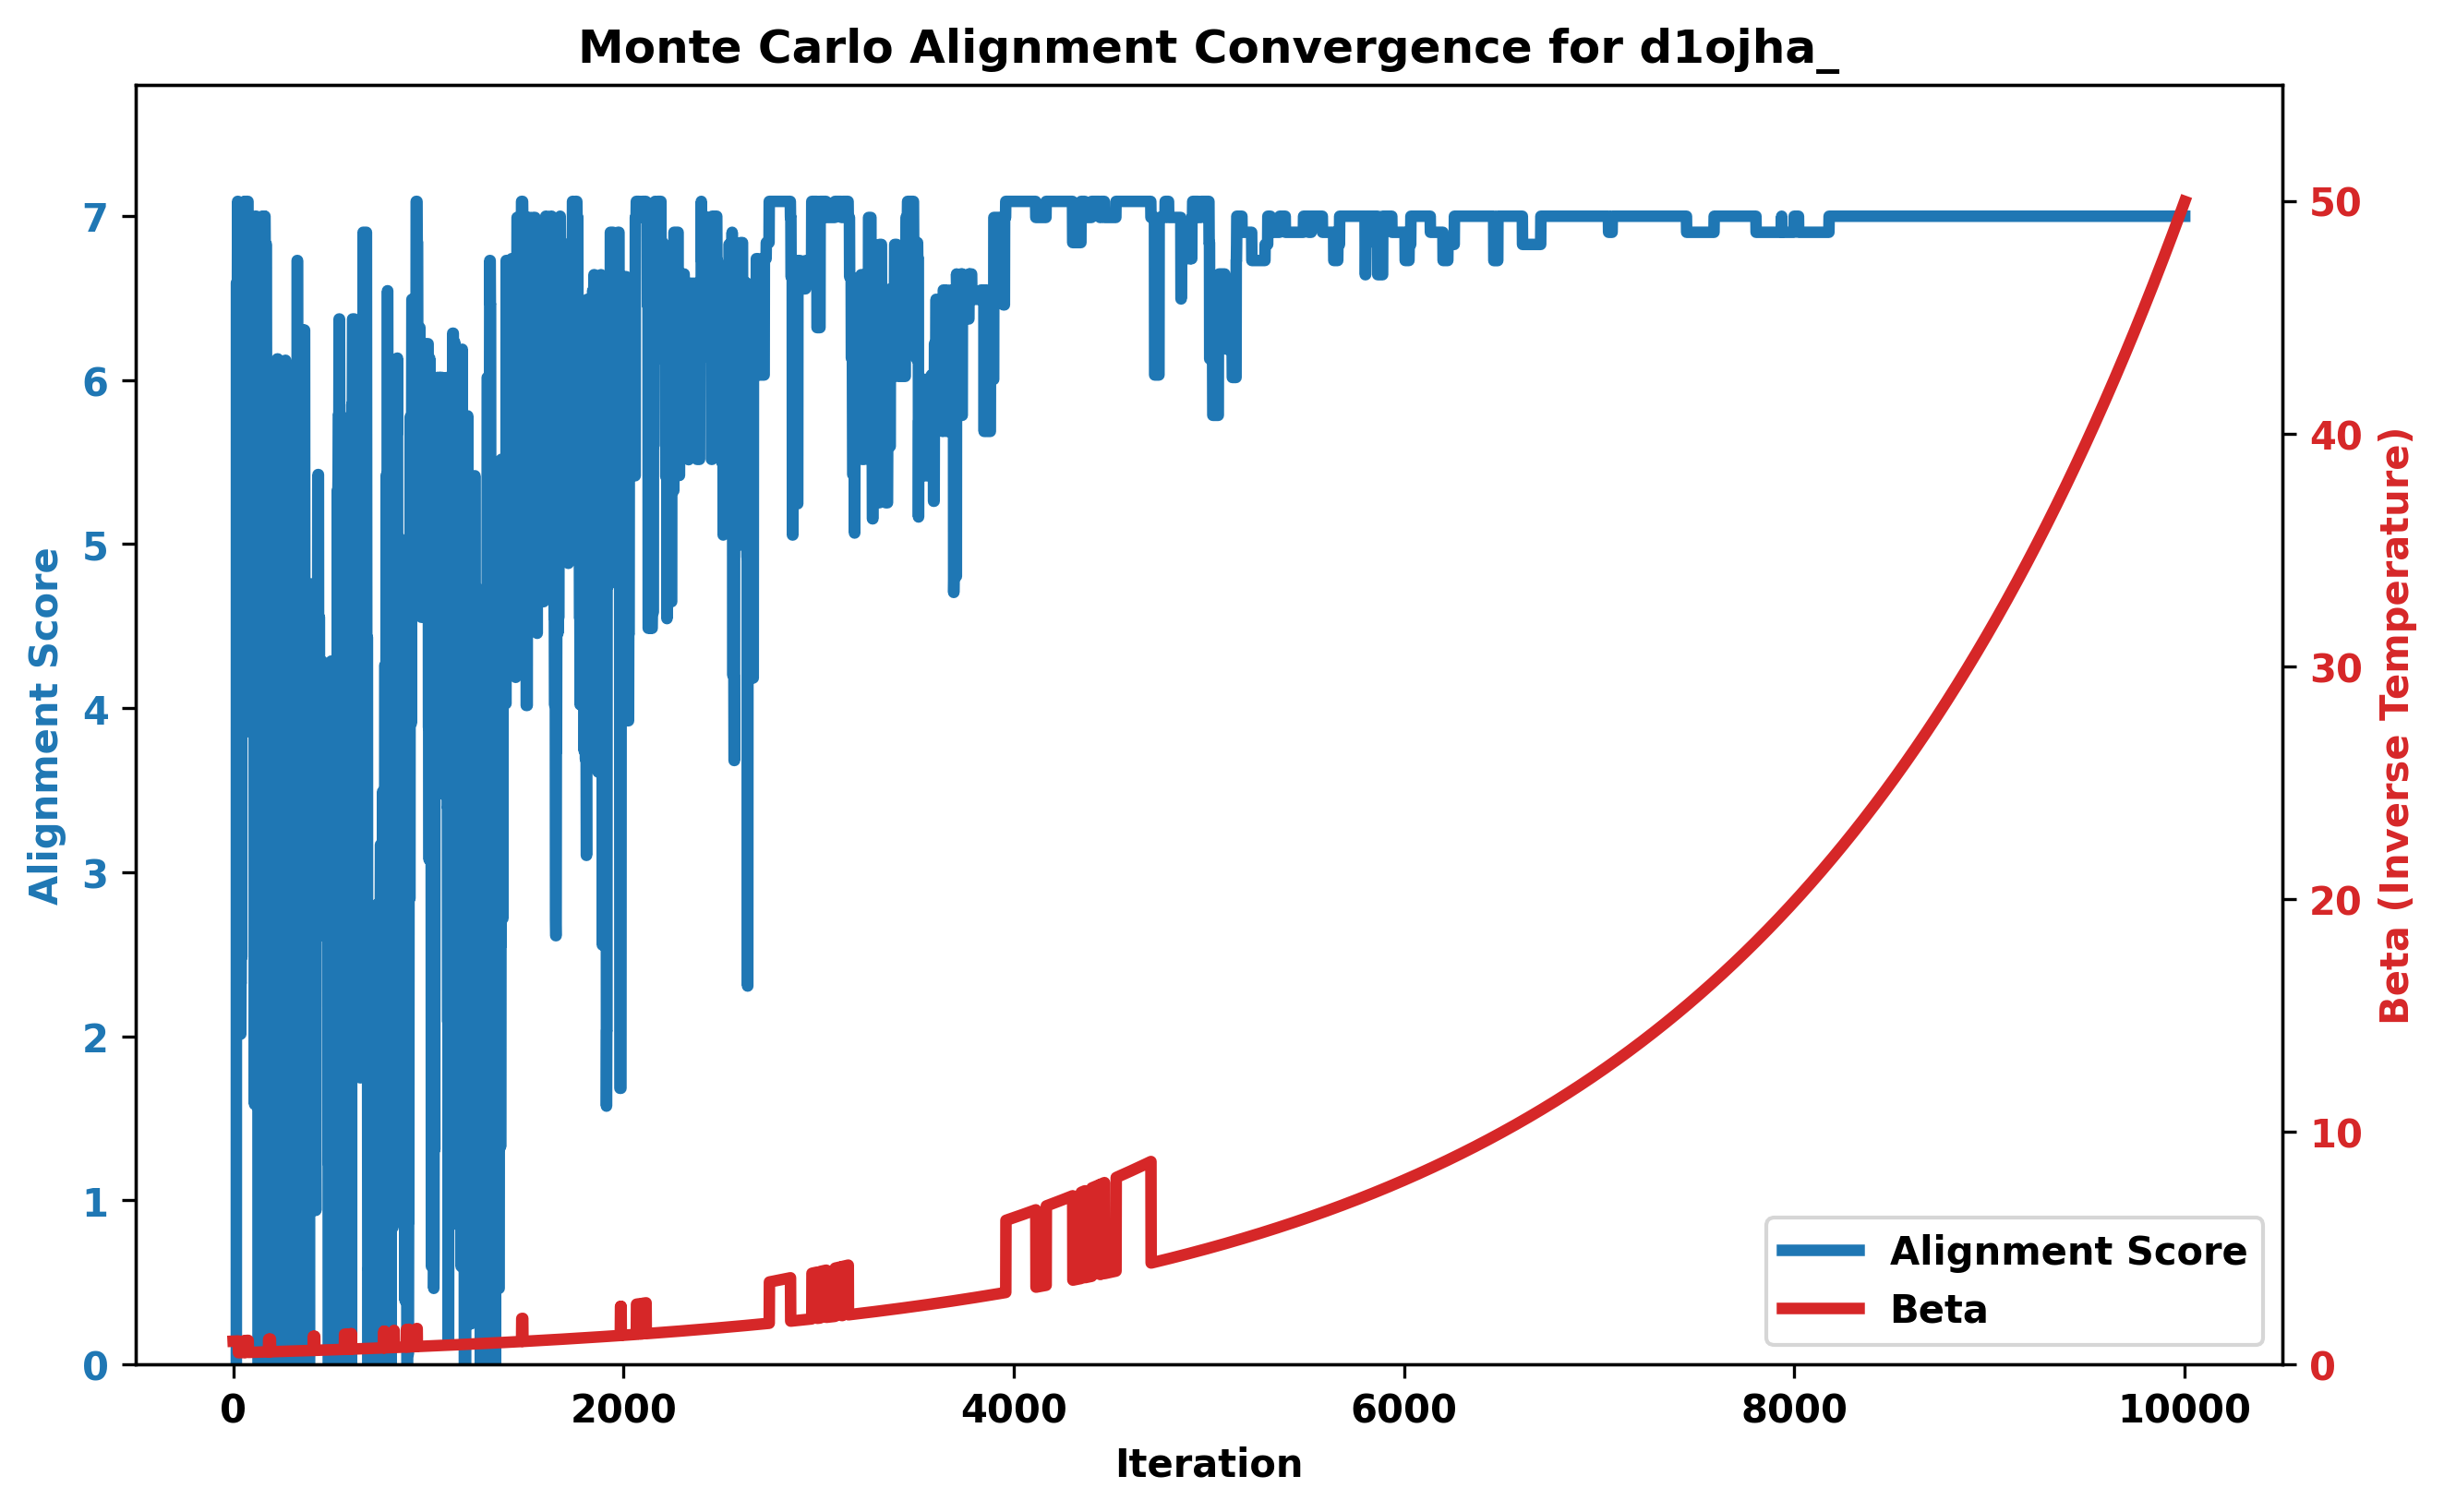 Monte Carlo Alignment Convergence for d1ojha_
Alignment Score
7
6
5
4
3
2
1
0
50
40
30
20
10
0
Beta (Inverse Temperature)
Alignment Score
Beta
0 2000 4000 6000 8000 10000
Iteration